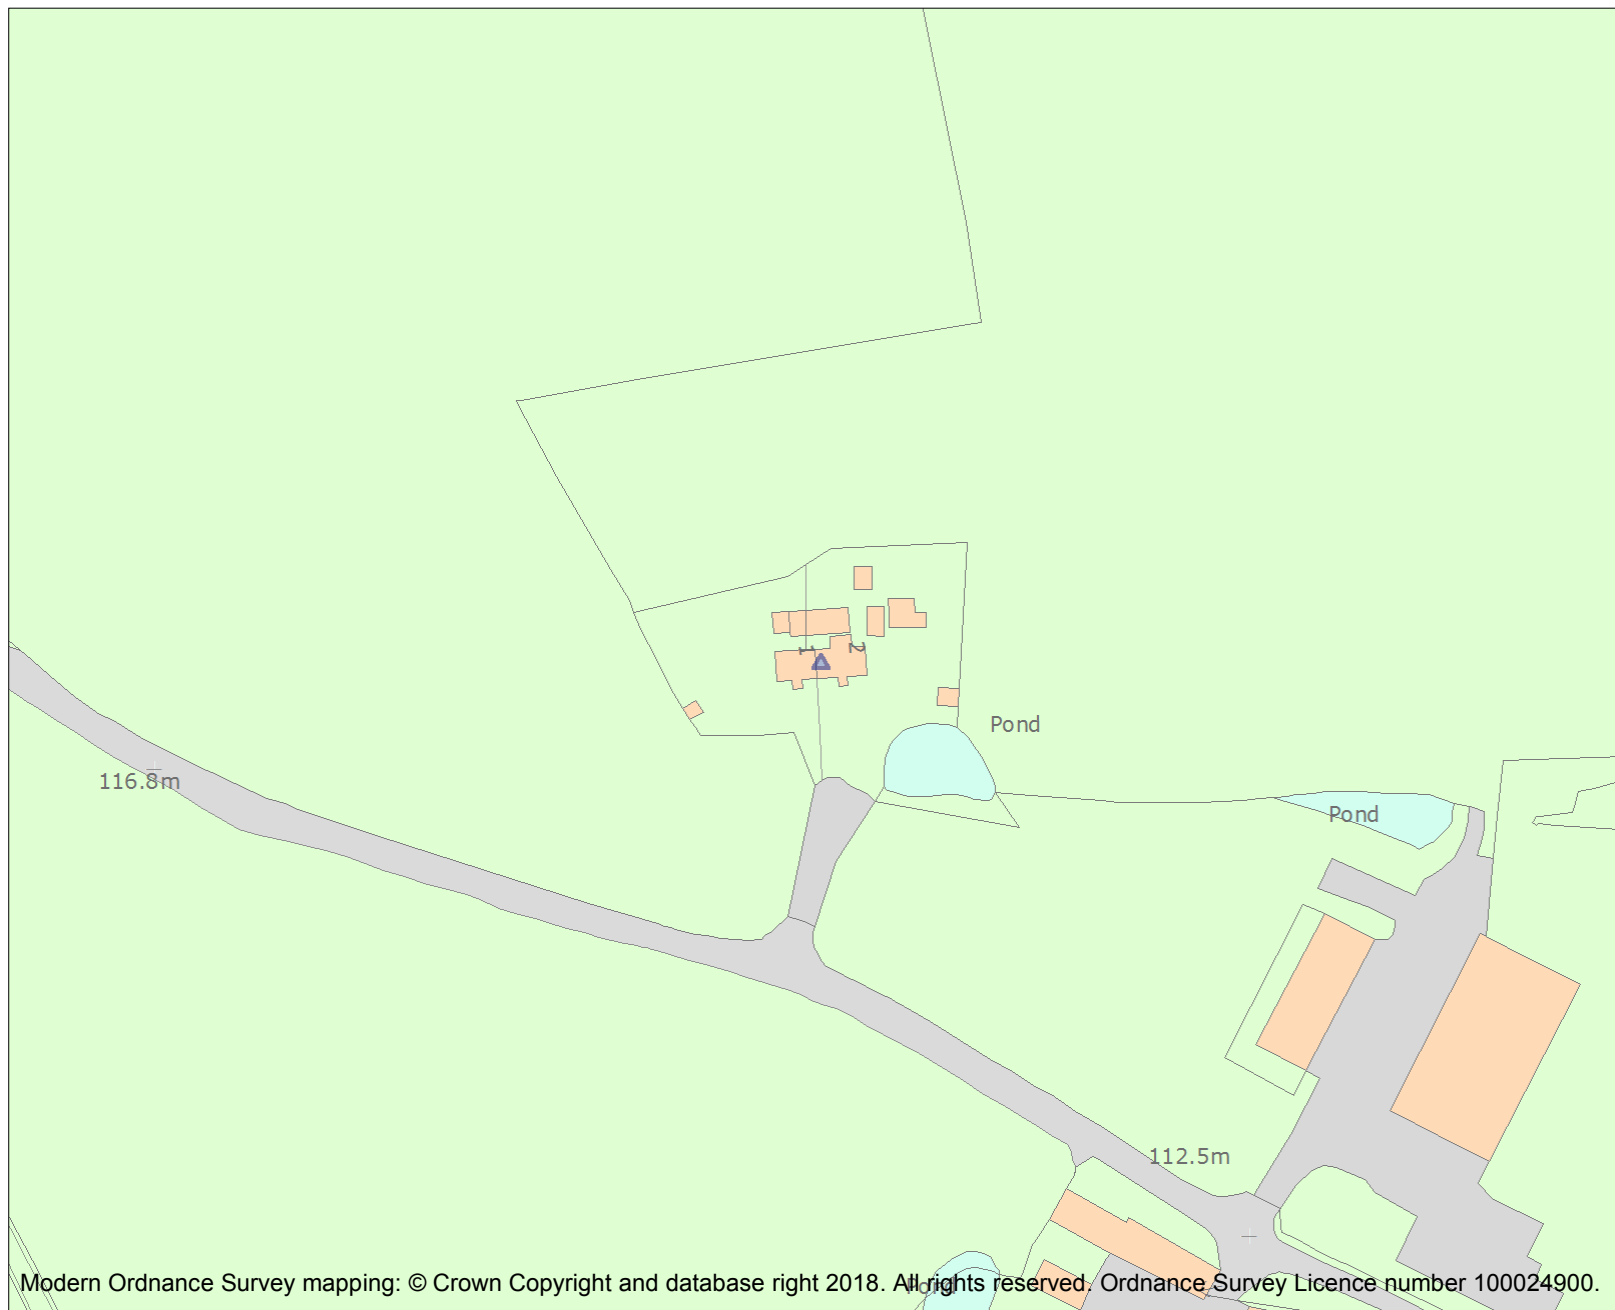 1
2
Pond
116.8m
Pond
112.5m
Pond
Modern Ordnance Survey mapping: © Crown Copyright and database right 2018. All rights reserved. Ordnance Survey Licence number 100024900.